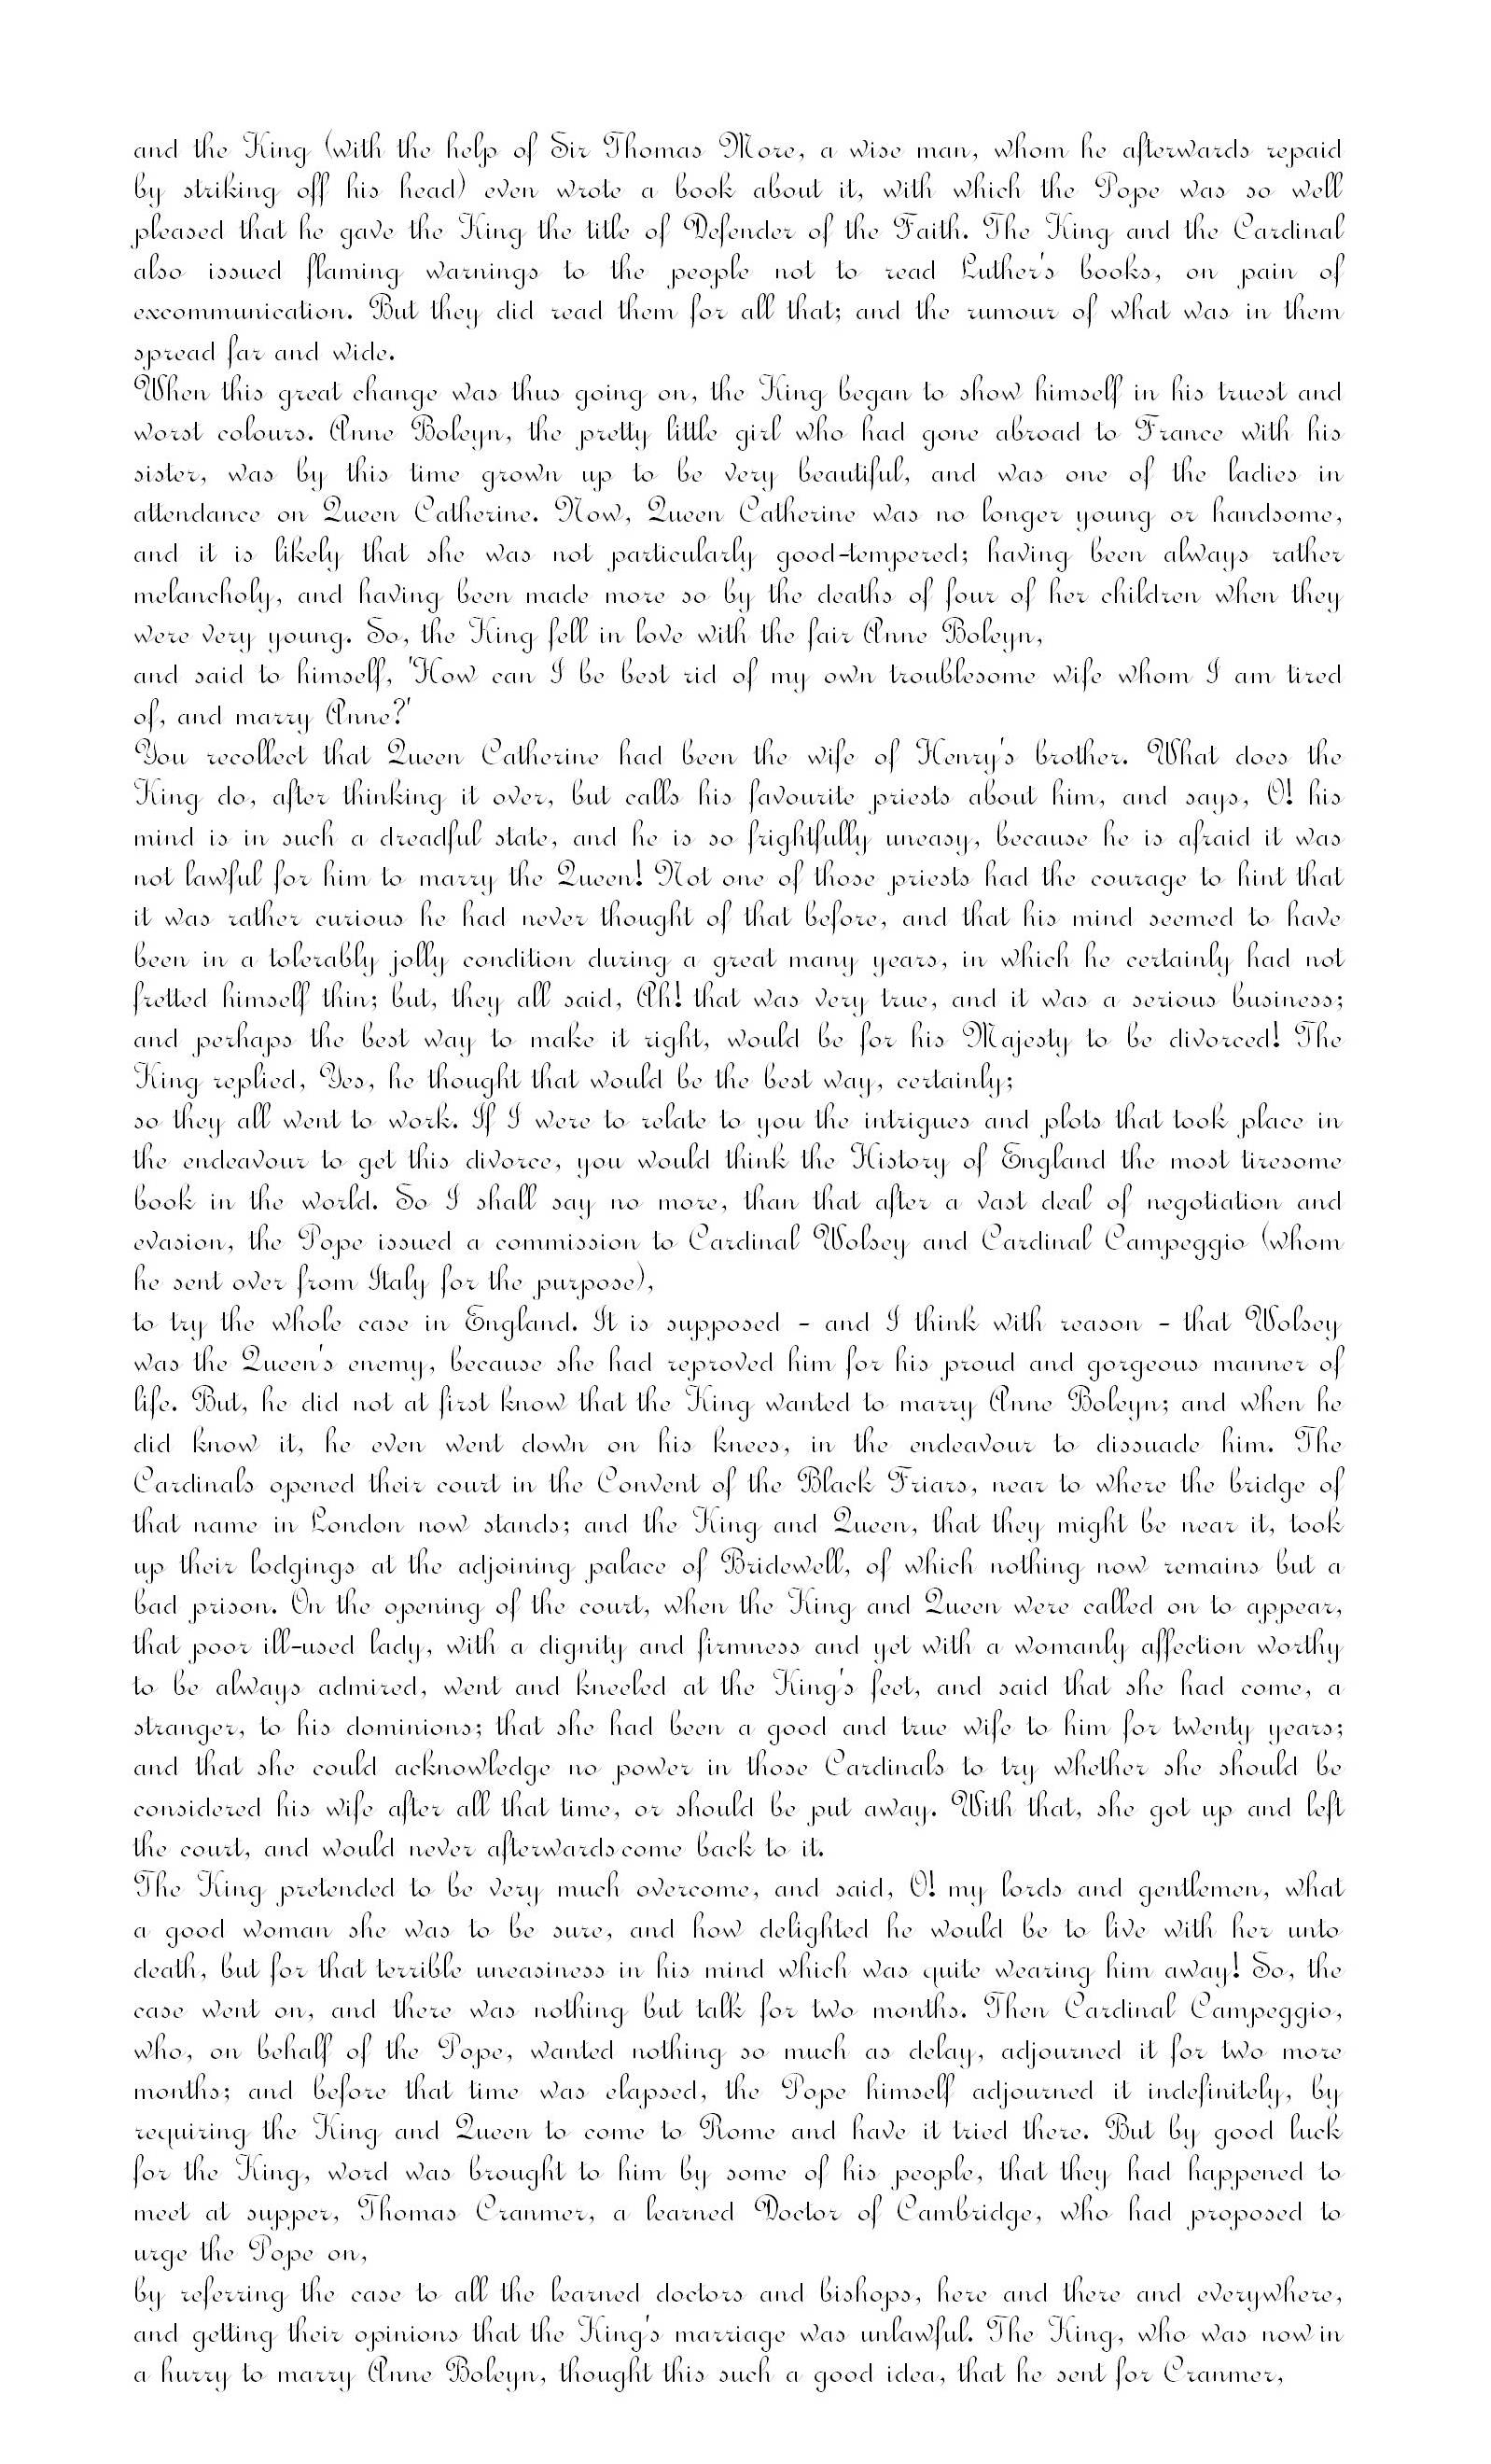 and the King (with the help of Sir Thomas More, a wise man, whom he afterwards repaid
by striking off his head) even wrote a book about it, with which the Pope was so well
pleased that he gave the King the title of Defender of the Faith. The King and the Cardinal
also issued flaming warnings to the people not to read Luther's books, on pain of
excommunication. But they did read them for all that; and the rumour of what was in them
spread far and wide.
When this great change was thus going on, the King began to show himself in his truest and
worst colours. Anne Boleyn, the pretty little girl who had gone abroad to France with his
sister, was by this time grown up to be very beautiful, and was one of the ladies in
attendance on Queen Catherine. Now, Queen Catherine was no longer young or handsome,
and it is likely that she was not particularly good-tempered; having been always rather
melancholy, and having been made more so by the deaths of four of her children when they
were very young. So, the King fell in love with the fair Anne Boleyn,
and said to himself, 'How can I be best rid of my own troublesome wife whom I am tired
of, and marry Anne?'
You recollect that Queen Catherine had been the wife of Henry's brother. What does the
King do, after thinking it over, but calls his favourite priests about him, and says, O! his
mind is in such a dreadful state, and he is so frightfully uneasy, because he is afraid it was
not lawful for him to marry the Queen! Not one of those priests had the courage to hint that
it was rather curious he had never thought of that before, and that his mind seemed to have
been in a tolerably jolly condition during a great many years, in which he certainly had not
fretted himself thin; but, they all said, Ah! that was very true, and it was a serious business;
and perhaps the best way to make it right, would be for his Majesty to be divorced! The
King replied, Yes, he thought that would be the best way, certainly;
so they all went to work. If I were to relate to you the intrigues and plots that took place in
the endeavour to get this divorce, you would think the History of England the most tiresome
book in the world. So I shall say no more, than that after a vast deal of negotiation and
evasion, the Pope issued a commission to Cardinal Wolsey and Cardinal Campeggio (whom
he sent over from Italy for the purpose),
to try the whole case in England. It is supposed - and I think with reason - that Wolsey
was the Queen's enemy, because she had reproved him for his proud and gorgeous manner of
life. But, he did not at first know that the King wanted to marry Anne Boleyn; and when he
did know it, he even went down on his knees, in the endeavour to dissuade him. The
Cardinals opened their court in the Convent of the Black Friars, near to where the bridge of
that name in London now stands; and the King and Queen, that they might be near it, took
up their lodgings at the adjoining palace of Bridewell, of which nothing now remains but a
bad prison. On the opening of the court, when the King and Queen were called on to appear,
that poor ill-used lady, with a dignity and firmness and yet with a womanly affection worthy
to be always admired, went and kneeled at the King's feet, and said that she had come, a
stranger, to his dominions; that she had been a good and true wife to him for twenty years;
and that she could acknowledge no power in those Cardinals to try whether she should be
considered his wife after all that time, or should be put away. With that, she got up and left
the court, and would never afterwards come back to it.
The King pretended to be very much overcome, and said, O! my lords and gentlemen, what
a good woman she was to be sure, and how delighted he would be to live with her unto
death, but for that terrible uneasiness in his mind which was quite wearing him away! So, the
case went on, and there was nothing but talk for two months. Then Cardinal Campeggio,
who, on behalf of the Pope, wanted nothing so much as delay, adjourned it for two more
months; and before that time was elapsed, the Pope himself adjourned it indefinitely, by
requiring the King and Queen to come to Rome and have it tried there. But by good luck
for the King, word was brought to him by some of his people, that they had happened to
meet at supper, Thomas Cranmer, a learned Doctor of Cambridge, who had proposed to
urge the Pope on,
by referring the case to all the learned doctors and bishops, here and there and everywhere,
and getting their opinions that the King's marriage was unlawful. The King, who was now in
a hurry to marry Anne Boleyn, thought this such a good idea, that he sent for Cranmer,